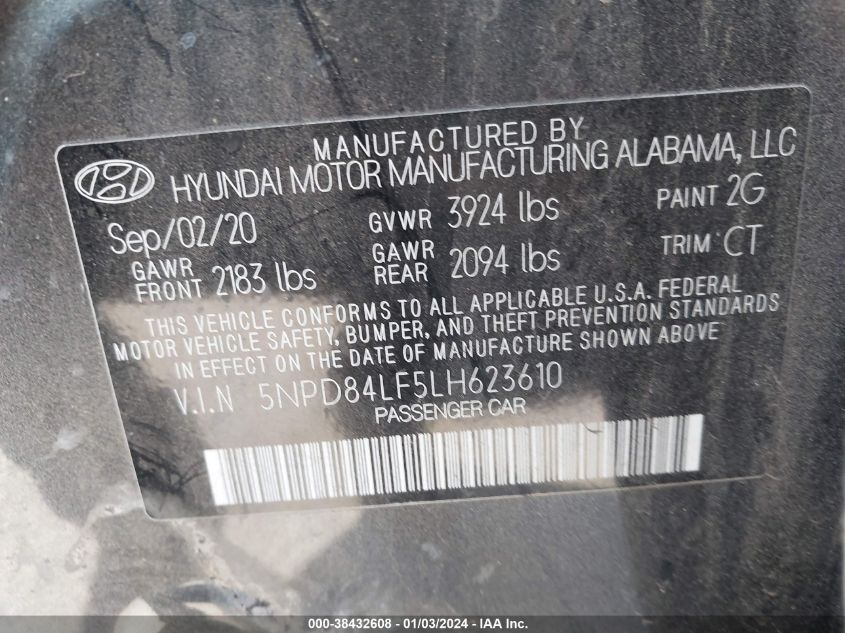 MANUFACTURED BY
HYUNDAI MOTOR MANUFACTURING ALABAMA, LLC
Sep/02/20 GVWR 3924 lbs PAINT 2G
GAWR FRONT 2183 lbs GAWR REAR 2094 lbs TRIM CT
THIS VEHICLE CONFORMS TO ALL APPLICABLE U.S.A. FEDERAL
MOTOR VEHICLE SAFETY, BUMPER, AND THEFT PREVENTION STANDARDS
IN EFFECT ON THE DATE OF MANUFACTURE SHOWN ABOVE
V.I.N 5NPD84LF5LH623610
PASSENGER CAR
000-38432608 - 01/03/2024 - IAA Inc.